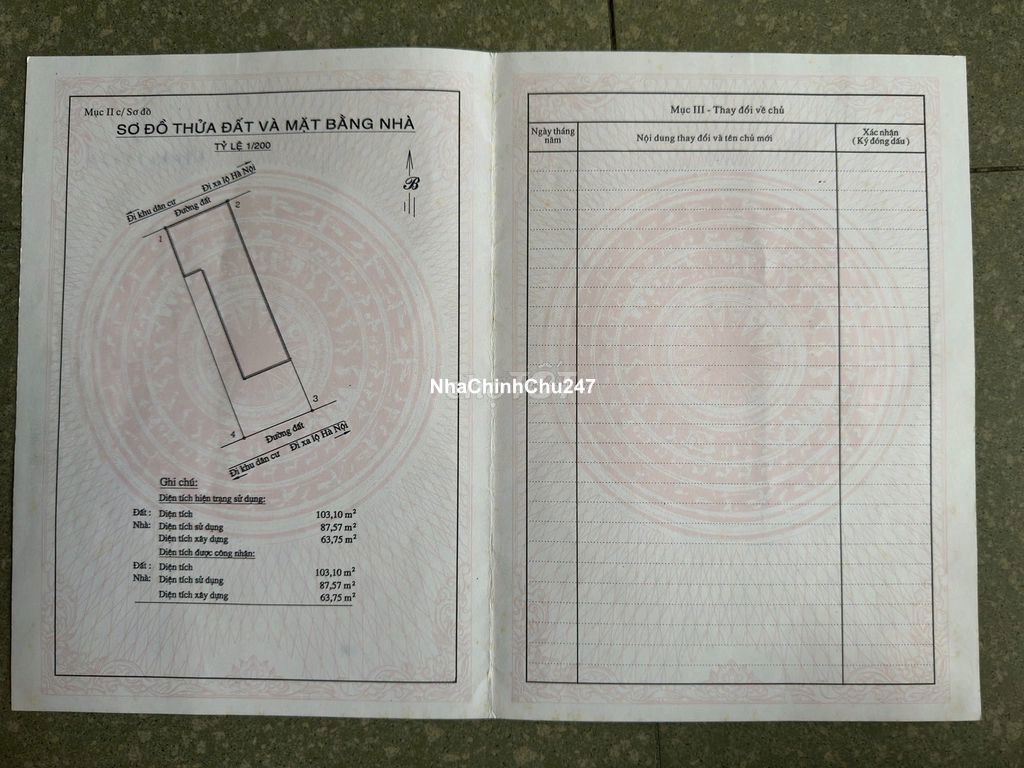 Mục II c/ Sơ đồ
SƠ ĐỒ THỬA ĐẤT VÀ MẶT BẰNG NHÀ
TỶ LỆ 1/200
B
Đi xa lộ Hà Nội
Đường đất
Đi khu dân cư
1
2
3
4
Đường đất
Đi khu dân cư Đi xa lộ Hà Nội
Ghi chú:
Diện tích hiện trạng sử dụng:
Đất : Diện tích 103,10 m²
Nhà: Diện tích sử dụng 87,57 m²
Diện tích xây dựng 63,75 m²
Diện tích được công nhận:
Đất : Diện tích 103,10 m²
Nhà: Diện tích sử dụng 87,57 m²
Diện tích xây dựng 63,75 m²
Mục III - Thay đổi về chủ
Ngày tháng năm
Nội dung thay đổi và tên chủ mới
Xác nhận
( Ký đóng dấu )
NhaChinhChu247